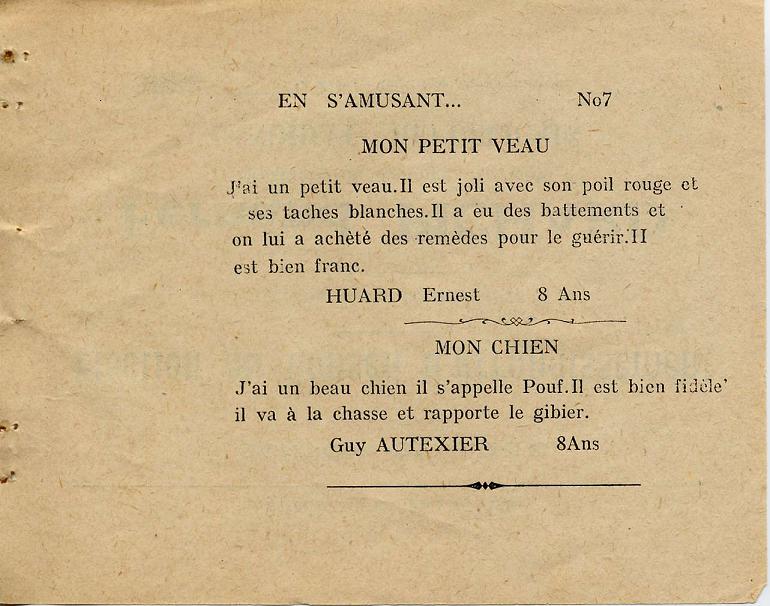 EN S'AMUSANT... No7
MON PETIT VEAU
J'ai un petit veau.Il est joli avec son poil rouge et
ses taches blanches.Il a eu des battements et
on lui a achèté des remèdes pour le guérir.Il
est bien franc.
HUARD Ernest 8 Ans
MON CHIEN
J'ai un beau chien il s'appelle Pouf.Il est bien fidèle'
il va à la chasse et rapporte le gibier.
Guy AUTEXIER 8Ans